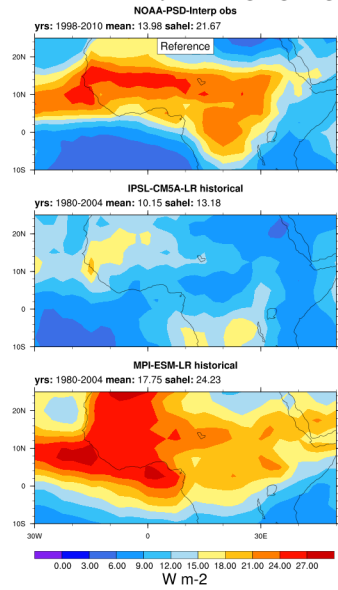 NOAA-PSD-Interp obs
yrs: 1998-2010 mean: 13.98 sahel: 21.67
Reference
20N
10N
0
10S
IPSL-CM5A-LR historical
yrs: 1980-2004 mean: 10.15 sahel: 13.18
20N
10N
0
10S
MPI-ESM-LR historical
yrs: 1980-2004 mean: 17.75 sahel: 24.23
20N
10N
0
10S
30W 0 30E
0.00 3.00 6.00 9.00 12.00 15.00 18.00 21.00 24.00 27.00
W m-2